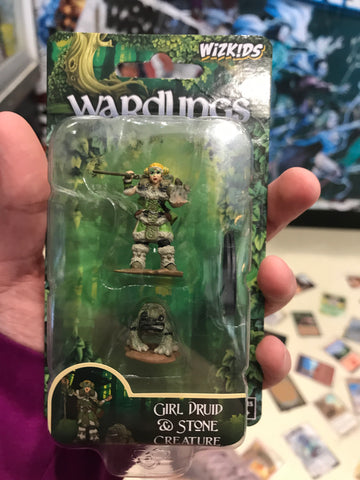 WIZKIDS
WARDLINGS
GIRL DRUID
& STONE
CREATURE